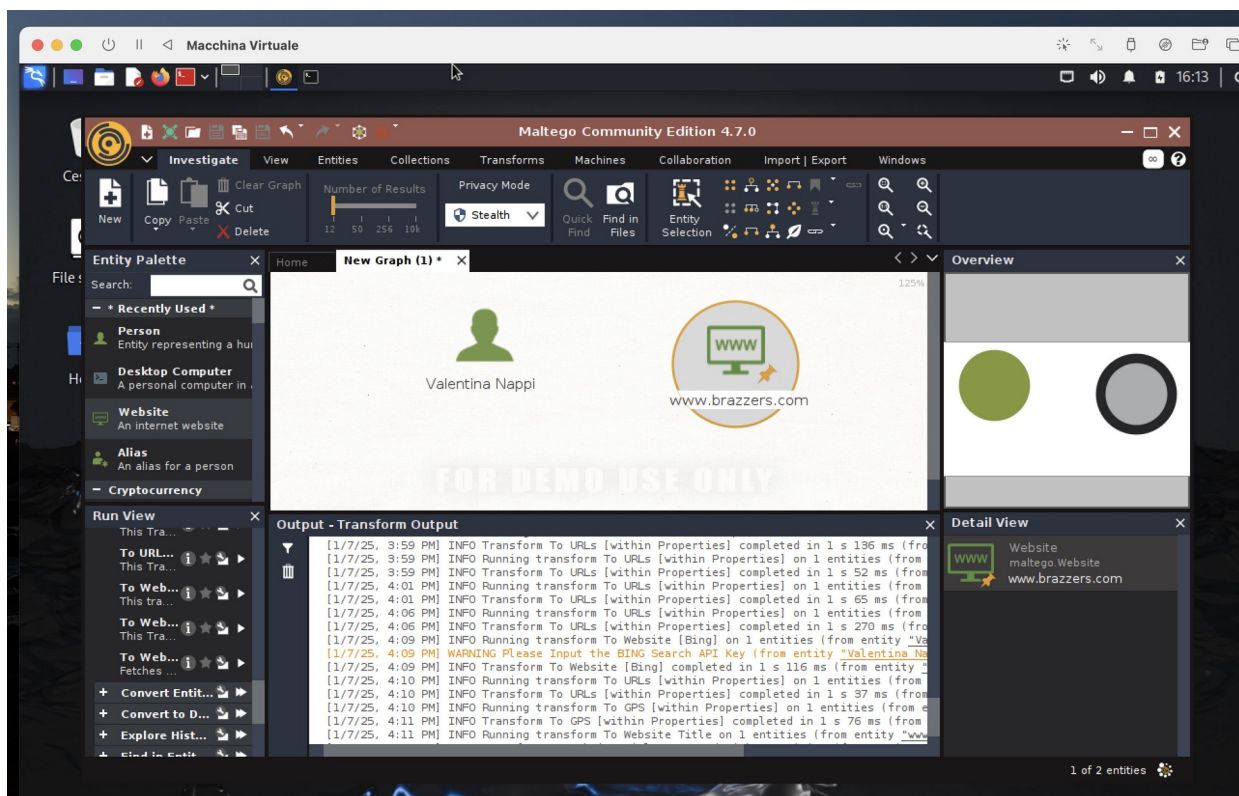 Macchina Virtuale
16:13
Maltego Community Edition 4.7.0
Investigate View Entities Collections Transforms Machines Collaboration Import | Export Windows
New
Copy
Paste
Clear Graph
Cut
Delete
Number of Results
12 50 256 10k
Privacy Mode
Stealth
Quick Find
Find in Files
Entity Selection
Entity Palette
Search:
* Recently Used *
Person
Entity representing a hu
Desktop Computer
A personal computer in
Website
An internet website
Alias
An alias for a person
Cryptocurrency
Home
New Graph (1) *
125%
Valentina Nappi
www
www.brazzers.com
FOR DEMO USE ONLY
Overview
Run View
This Tra...
To URL...
This Tra...
To Web...
This tra...
To Web...
This Tra...
To Web...
Fetches ...
+ Convert Entit...
+ Convert to D...
+ Explore Hist...
+ Find in Entit
Output - Transform Output
[1/7/25, 3:59 PM] INFO Transform To URLs [within Properties] completed in 1 s 136 ms (fro
[1/7/25, 3:59 PM] INFO Running transform To URLs [within Properties] on 1 entities (from
[1/7/25, 3:59 PM] INFO Transform To URLs [within Properties] completed in 1 s 52 ms (from
[1/7/25, 4:01 PM] INFO Running transform To URLs [within Properties] on 1 entities (from
[1/7/25, 4:01 PM] INFO Transform To URLs [within Properties] completed in 1 s 65 ms (from
[1/7/25, 4:06 PM] INFO Running transform To URLs [within Properties] on 1 entities (from
[1/7/25, 4:06 PM] INFO Transform To URLs [within Properties] completed in 1 s 270 ms (fro
[1/7/25, 4:09 PM] INFO Running transform To Website [Bing] on 1 entities (from entity "Va
[1/7/25, 4:09 PM] WARNING Please Input the BING Search API Key (from entity "Valentina Na
[1/7/25, 4:09 PM] INFO Transform To Website [Bing] completed in 1 s 116 ms (from entity "
[1/7/25, 4:10 PM] INFO Running transform To URLs [within Properties] on 1 entities (from
[1/7/25, 4:10 PM] INFO Transform To URLs [within Properties] completed in 1 s 37 ms (from
[1/7/25, 4:10 PM] INFO Running transform To GPS [within Properties] on 1 entities (from e
[1/7/25, 4:11 PM] INFO Transform To GPS [within Properties] completed in 1 s 76 ms (from
[1/7/25, 4:11 PM] INFO Running transform To Website Title on 1 entities (from entity "www
Detail View
www
Website
maltego.Website
www.brazzers.com
1 of 2 entities